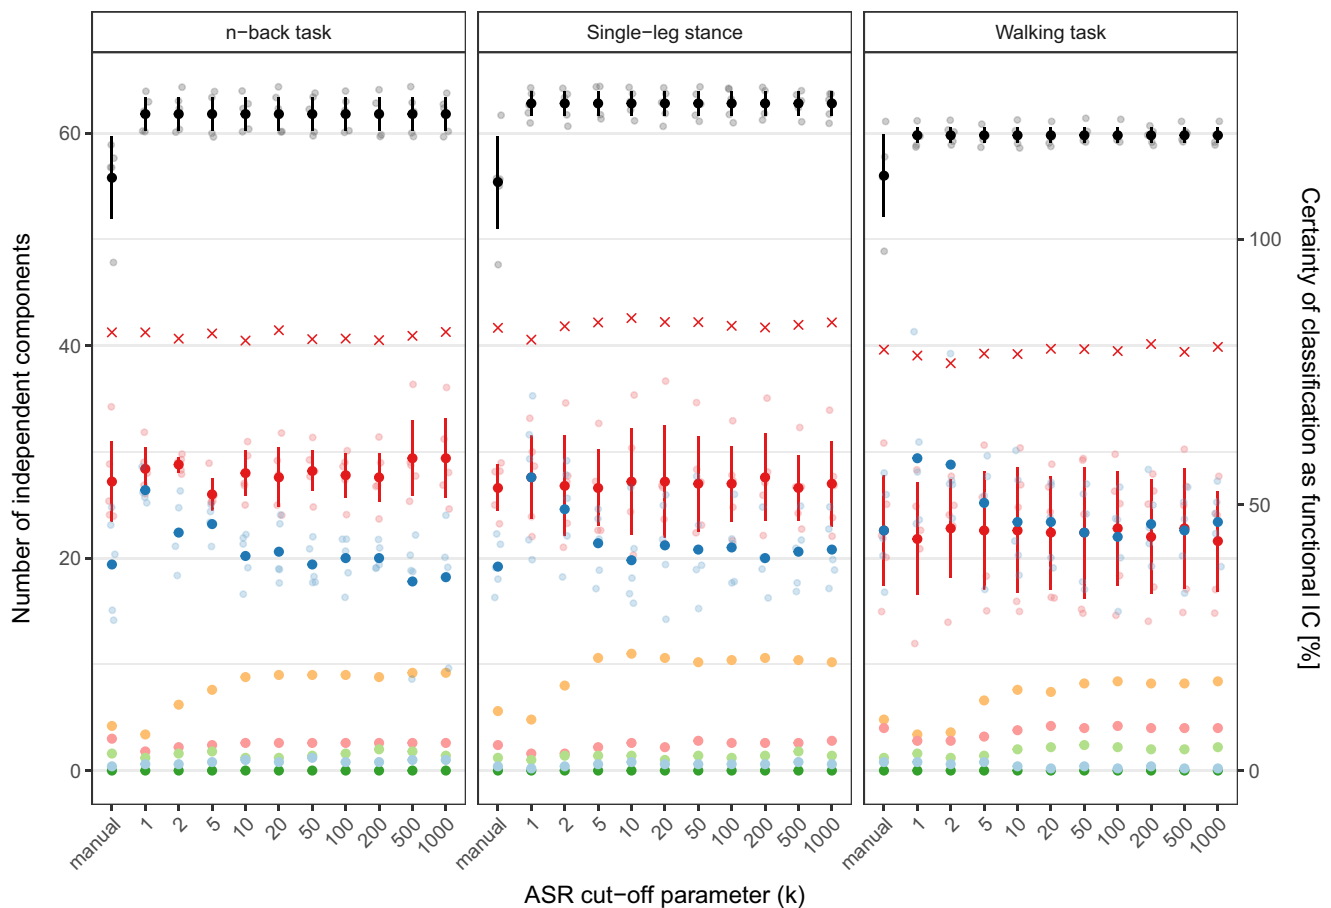 n−back task
Single−leg stance
Walking task
Number of independent components
60
40
20
0
Certainty of classification as functional IC [%]
100
50
0
manual 1 2 5 10 20 50 100 200 500 1000
manual 1 2 5 10 20 50 100 200 500 1000
manual 1 2 5 10 20 50 100 200 500 1000
ASR cut−off parameter (k)